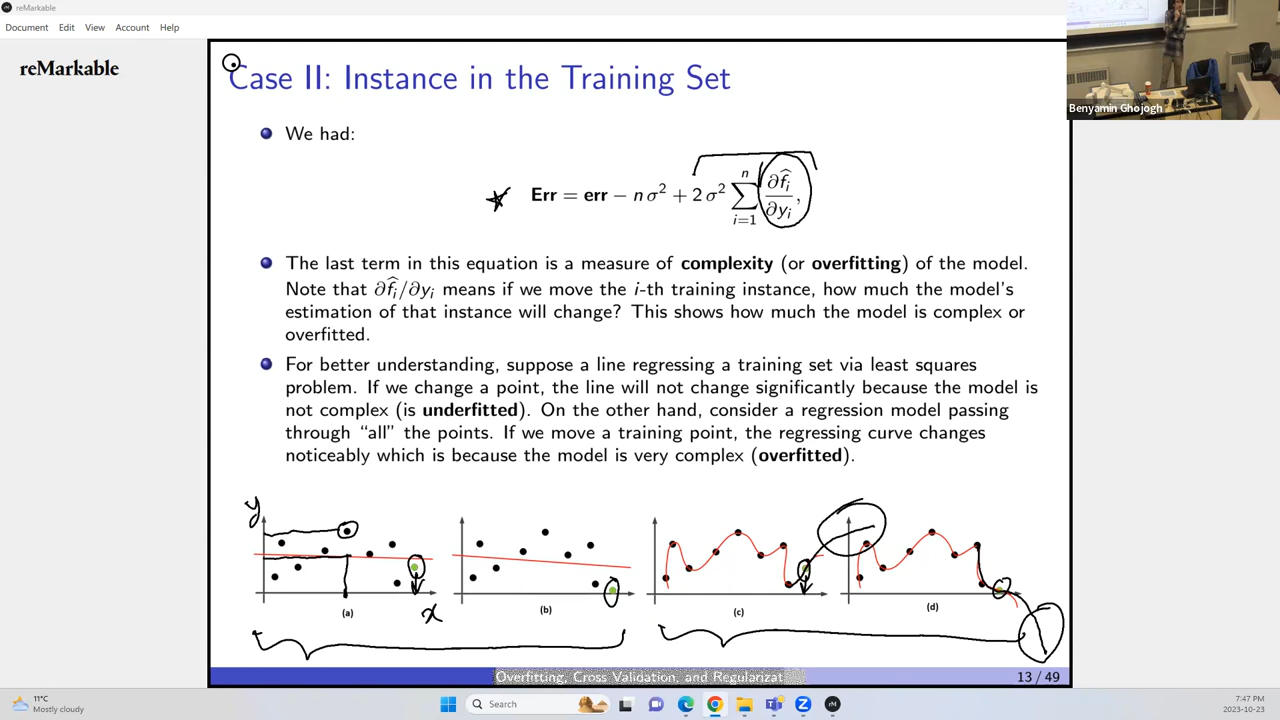 reMarkable
Document Edit View Account Help
reMarkable
Benyamin Ghojogh
Case II: Instance in the Training Set
We had:
Err = err − n σ² + 2 σ² ∑ᵢ₌₁ⁿ ∂f̂ᵢ/∂yᵢ,
The last term in this equation is a measure of complexity (or overfitting) of the model.
Note that ∂f̂ᵢ/∂yᵢ means if we move the i-th training instance, how much the model's
estimation of that instance will change? This shows how much the model is complex or
overfitted.
For better understanding, suppose a line regressing a training set via least squares
problem. If we change a point, the line will not change significantly because the model is
not complex (is underfitted). On the other hand, consider a regression model passing
through “all” the points. If we move a training point, the regressing curve changes
noticeably which is because the model is very complex (overfitted).
y
x
(a) (b) (c) (d)
Overfitting, Cross Validation, and Regularizat
13 / 49
11°C
Mostly cloudy
Search
rM
7:47 PM
2023-10-23